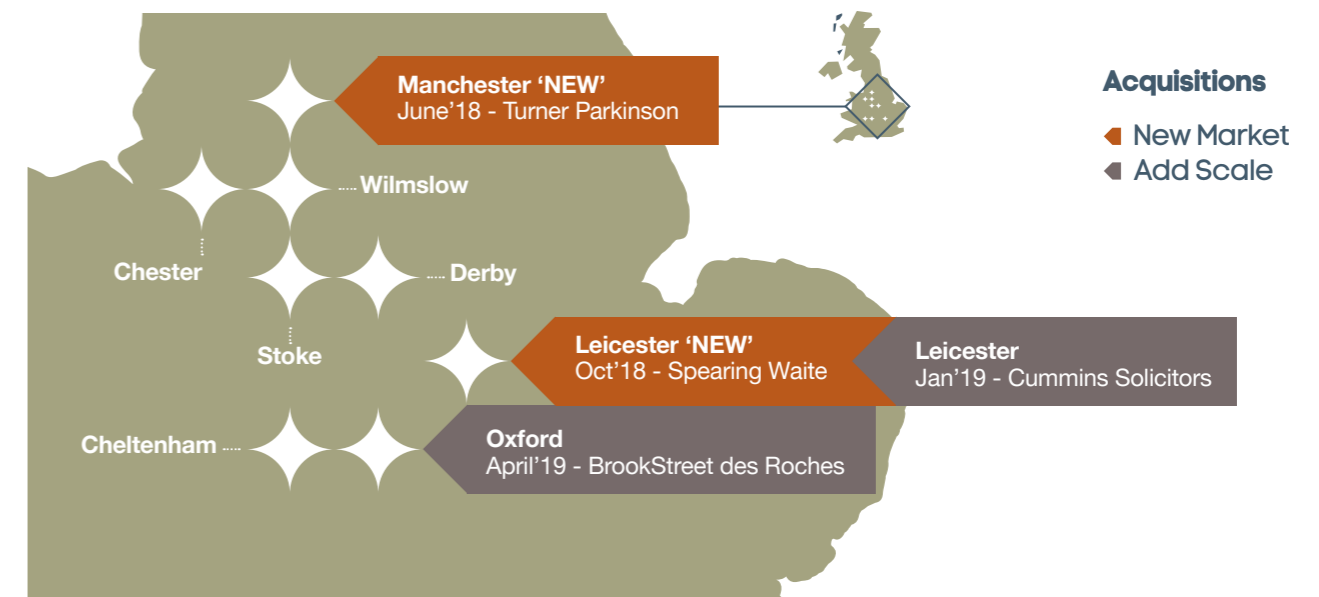 Manchester ‘NEW’
June’18 - Turner Parkinson
Acquisitions
New Market
Add Scale
Wilmslow
Chester
Derby
Stoke
Leicester ‘NEW’
Oct’18 - Spearing Waite
Leicester
Jan’19 - Cummins Solicitors
Cheltenham
Oxford
April’19 - BrookStreet des Roches